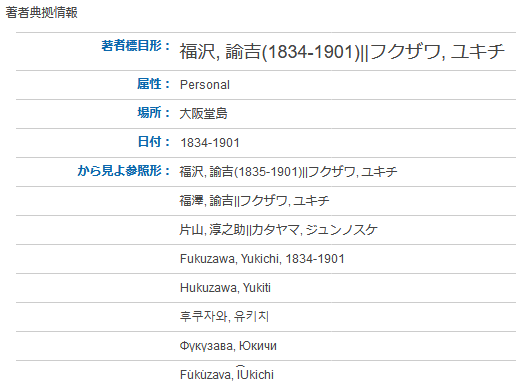 著者典拠情報
著者標目形： 福沢, 諭吉(1834-1901)||フクザワ, ユキチ
属性： Personal
場所： 大阪堂島
日付： 1834-1901
から見よ参照形： 福沢, 諭吉(1835-1901)||フクザワ, ユキチ
福澤, 諭吉||フクザワ, ユキチ
片山, 淳之助||カタヤマ, ジュンノスケ
Fukuzawa, Yukichi, 1834-1901
Hukuzawa, Yukiti
후쿠자와, 유키치
Фукузава, Юкичи
Fukuzava, I͡Ukichi